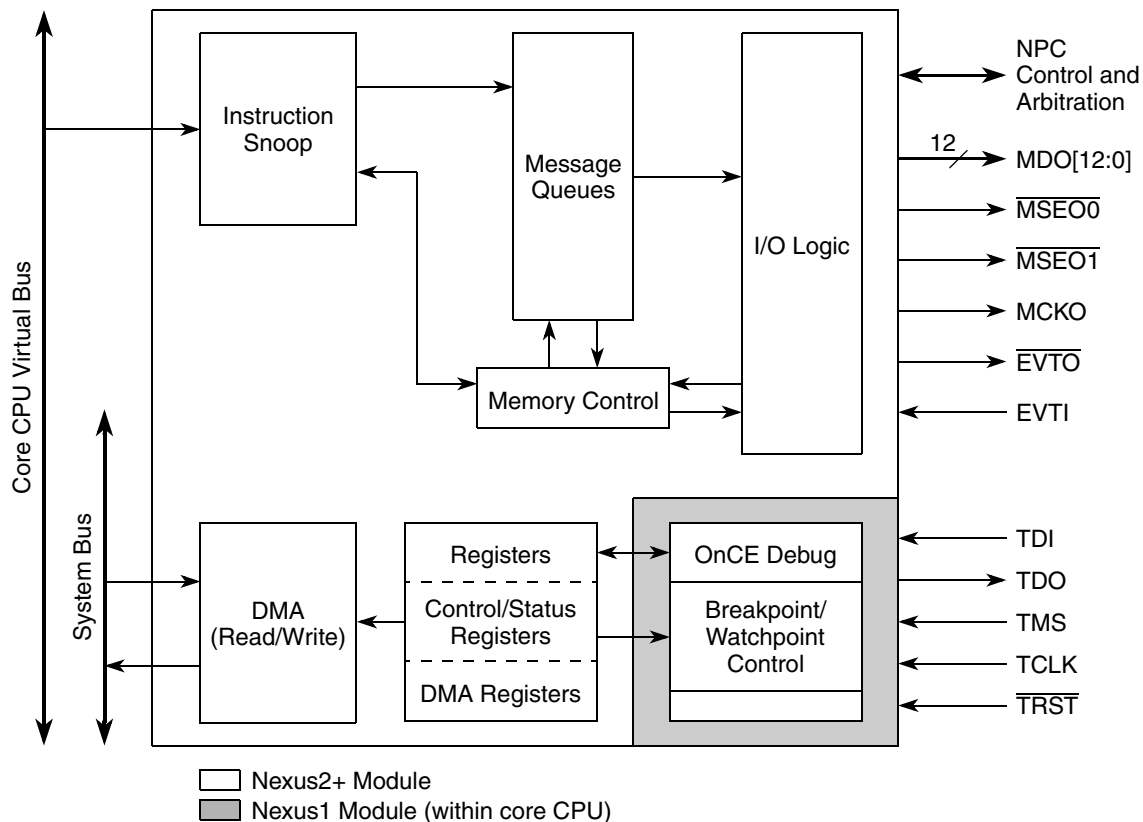 Core CPU Virtual Bus
System Bus
Instruction
Snoop
Message
Queues
I/O Logic
Memory Control
NPC
Control and
Arbitration
12
MDO[12:0]
MSEO0
MSEO1
MCKO
EVTO
EVTI
DMA
(Read/Write)
Registers
Control/Status
Registers
DMA Registers
OnCE Debug
Breakpoint/
Watchpoint
Control
TDI
TDO
TMS
TCLK
TRST
Nexus2+ Module
Nexus1 Module (within core CPU)